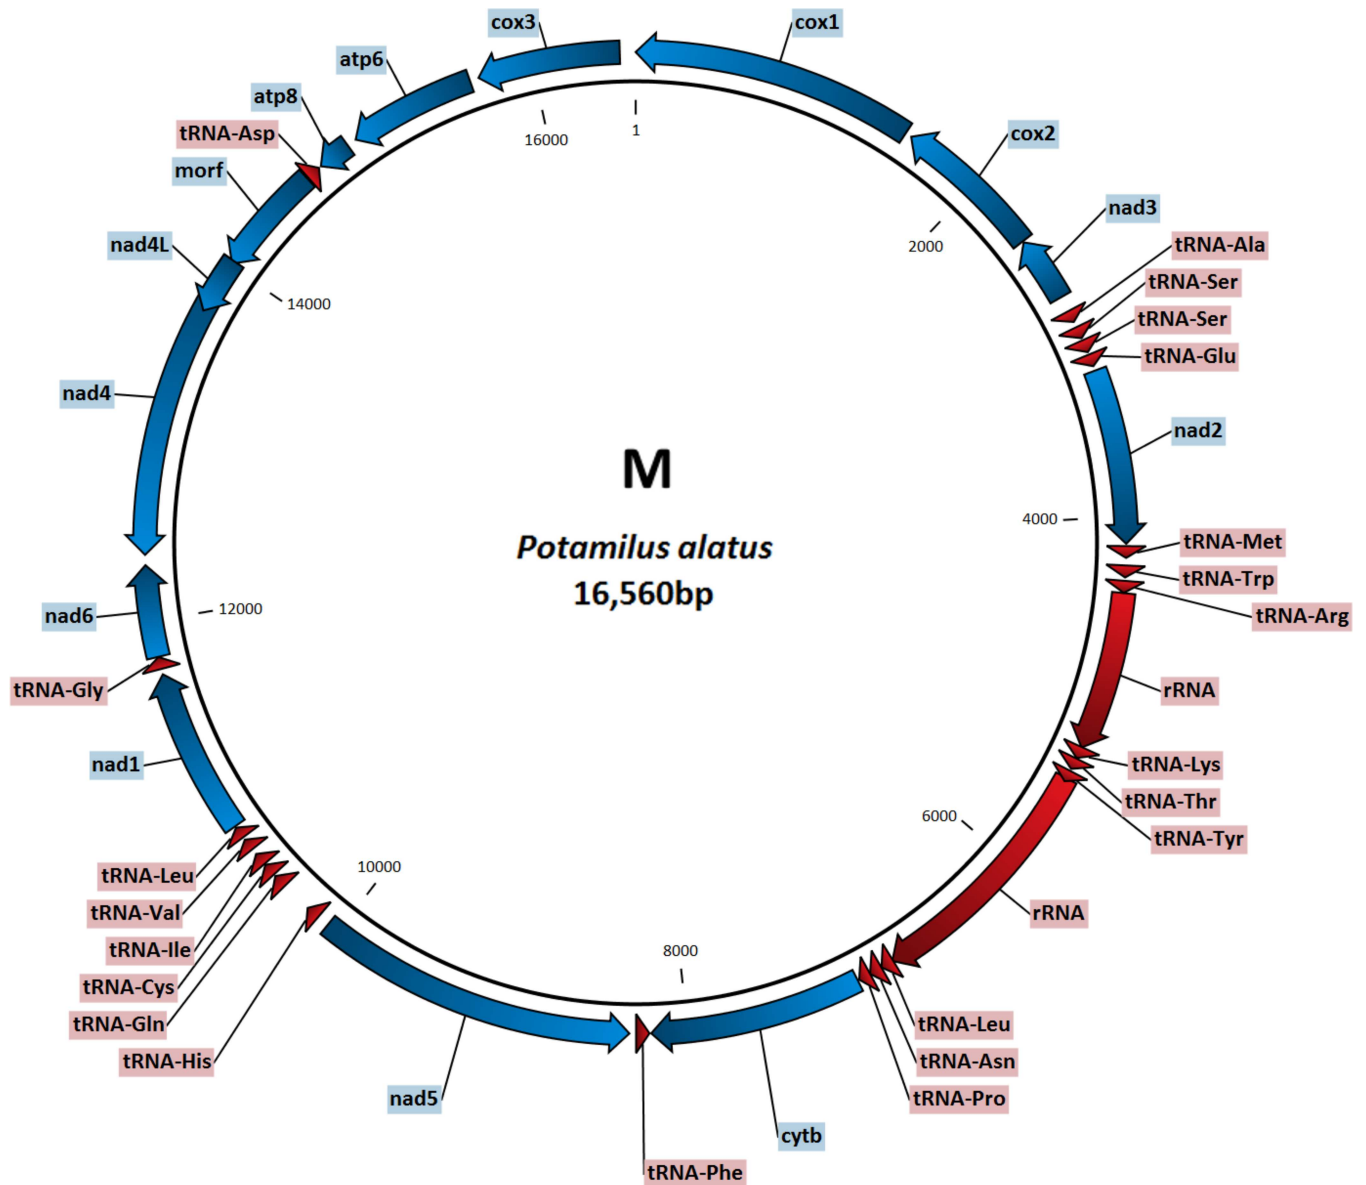 cox3
cox1
atp6
atp8
tRNA-Asp
morf
nad4L
nad4
nad6
tRNA-Gly
nad1
tRNA-Leu
tRNA-Val
tRNA-Ile
tRNA-Cys
tRNA-Gln
tRNA-His
nad5
tRNA-Phe
cytb
tRNA-Pro
tRNA-Asn
tRNA-Leu
rRNA
tRNA-Tyr
tRNA-Thr
tRNA-Lys
rRNA
tRNA-Arg
tRNA-Trp
tRNA-Met
nad2
tRNA-Glu
tRNA-Ser
tRNA-Ser
tRNA-Ala
nad3
cox2
1
2000
4000
6000
8000
10000
12000
14000
16000
M
Potamilus alatus
16,560bp